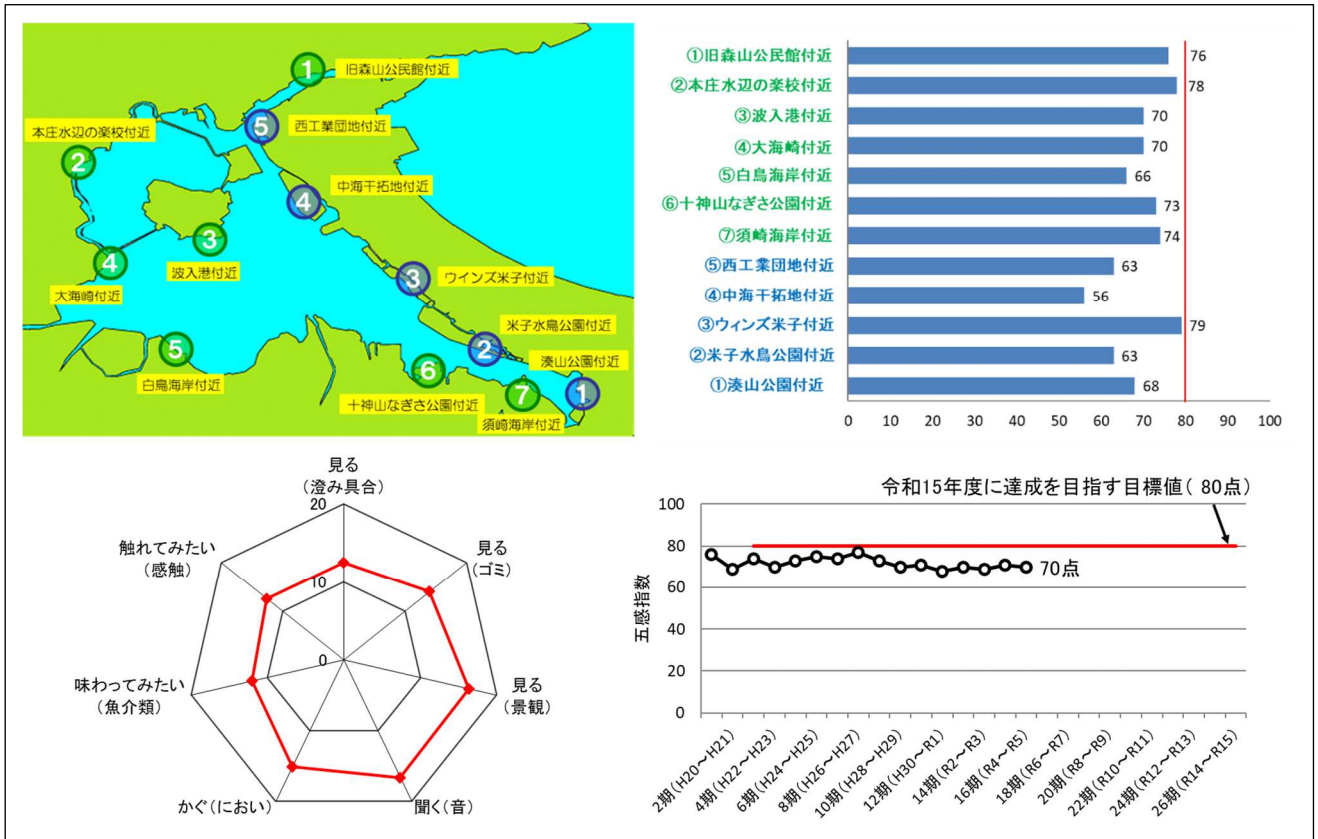 ① 旧森山公民館付近
⑤ 西工業団地付近
本庄水辺の楽校付近
②
④ 中海干拓地付近
③
波入港付近
④
大海崎付近
③ ウインズ米子付近
米子水鳥公園付近
②
湊山公園付近
①
⑤
白鳥海岸付近
⑥
十神山なぎさ公園付近
⑦
須崎海岸付近
①旧森山公民館付近 76
②本庄水辺の楽校付近 78
③波入港付近 70
④大海崎付近 70
⑤白鳥海岸付近 66
⑥十神山なぎさ公園付近 73
⑦須崎海岸付近 74
⑤西工業団地付近 63
④中海干拓地付近 56
③ウィンズ米子付近 79
②米子水鳥公園付近 63
①湊山公園付近 68
0 10 20 30 40 50 60 70 80 90 100
見る
（澄み具合）
20
10
0
見る
（ゴミ）
見る
（景観）
聞く（音）
かぐ（におい）
味わってみたい
（魚介類）
触れてみたい
（感触）
令和15年度に達成を目指す目標値（ 80点）
100
80
60
40
20
0
五感指数
70点
2期（H20～H21）
4期（H22～H23）
6期（H24～H25）
8期（H26～H27）
10期（H28～H29）
12期（H30～R1）
14期（R2～R3）
16期（R4～R5）
18期（R6～R7）
20期（R8～R9）
22期（R10～R11）
24期（R12～R13）
26期（R14～R15）